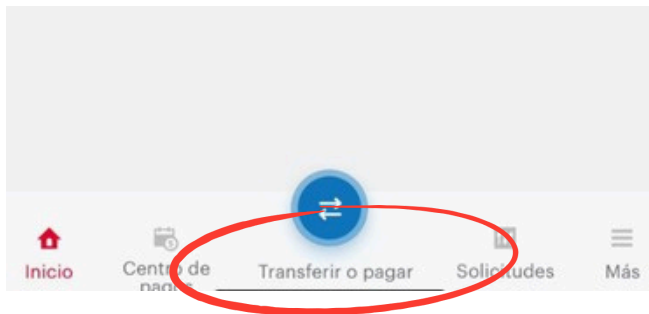 Inicio
Centro de
pagos
Transferir o pagar
Solicitudes
Más